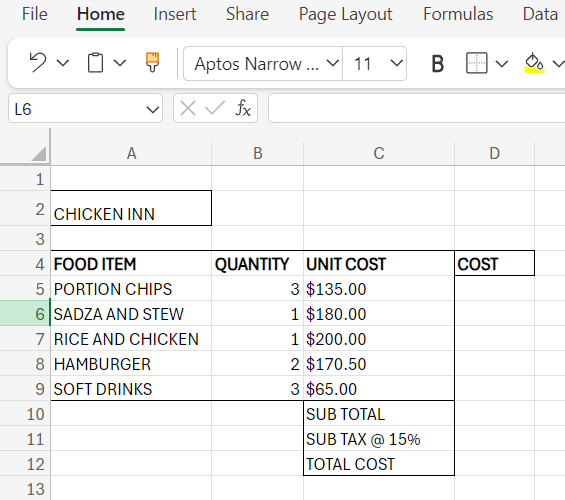 File Home Insert Share Page Layout Formulas Data
Aptos Narrow ... 11 B
L6 fx
A B C D
1
2 CHICKEN INN
3
4 FOOD ITEM QUANTITY UNIT COST COST
5 PORTION CHIPS 3 $135.00
6 SADZA AND STEW 1 $180.00
7 RICE AND CHICKEN 1 $200.00
8 HAMBURGER 2 $170.50
9 SOFT DRINKS 3 $65.00
10 SUB TOTAL
11 SUB TAX @ 15%
12 TOTAL COST
13